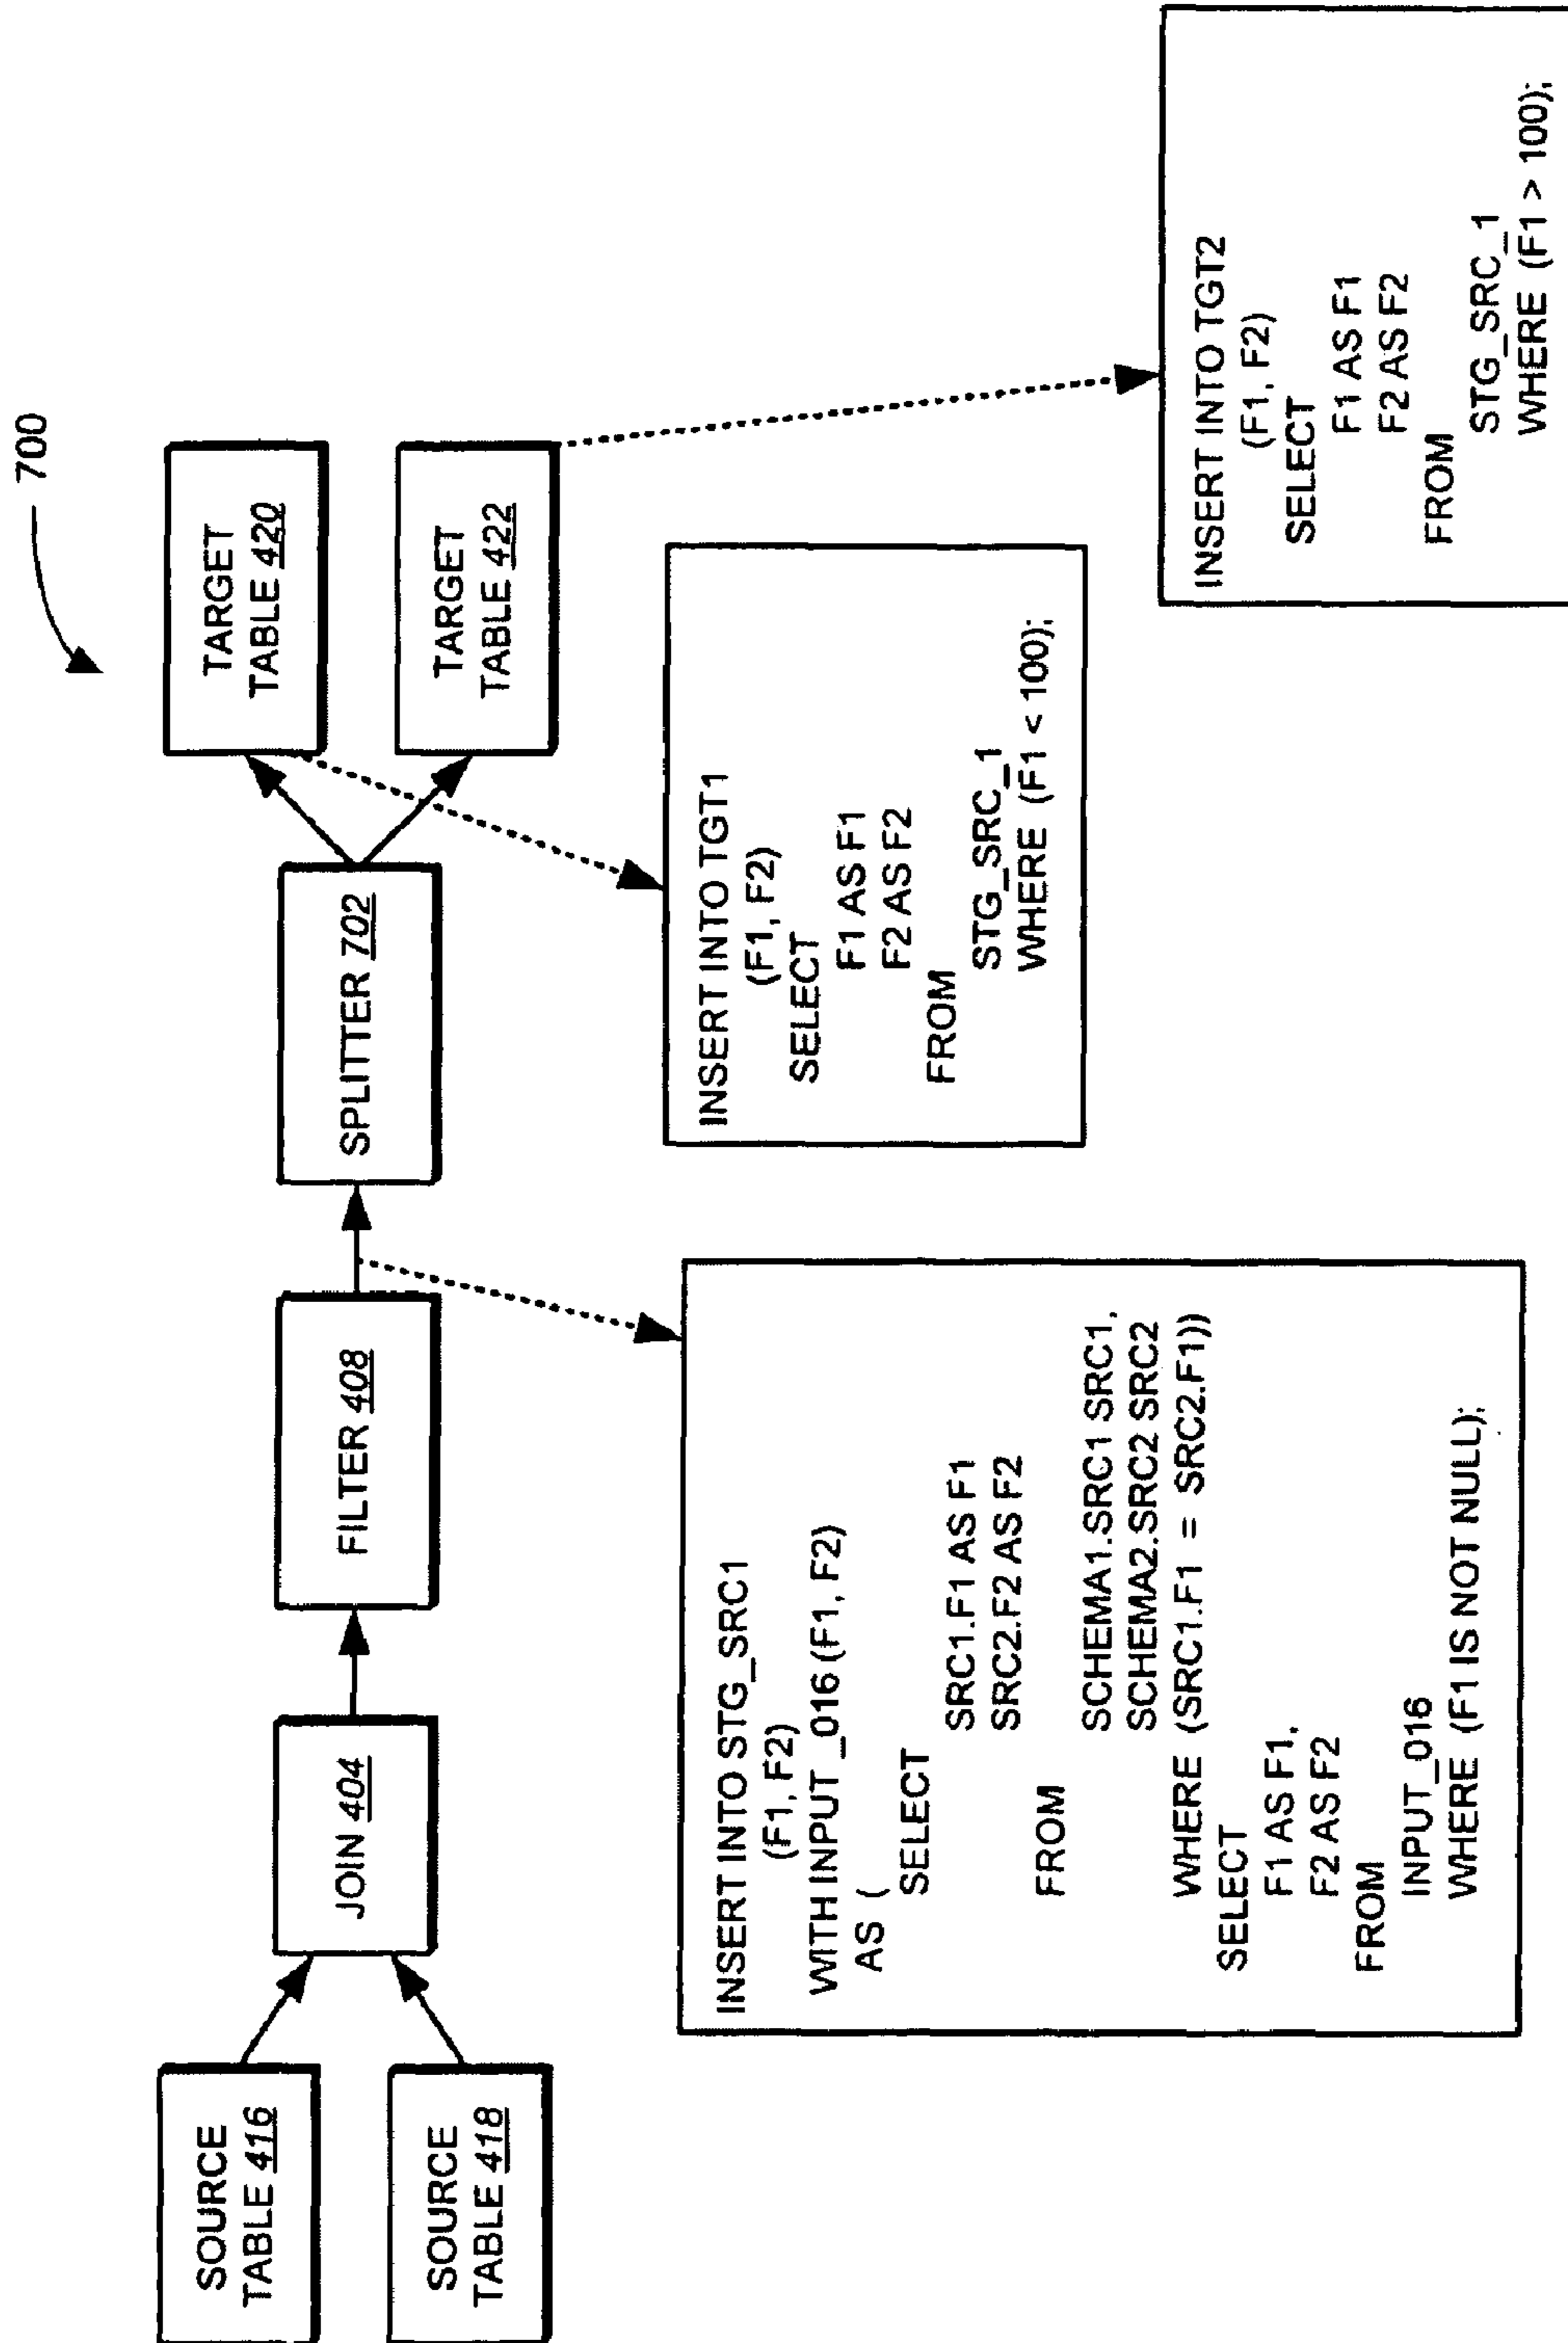 700
SOURCE
TABLE 416
SOURCE
TABLE 418
JOIN 404
FILTER 408
SPLITTER 702
TARGET
TABLE 420
TARGET
TABLE 422
INSERT INTO STG_SRC1
(F1, F2)
WITH INPUT _016 (F1, F2)
AS (
SELECT
SRC1.F1 AS F1
SRC2.F2 AS F2
FROM
SCHEMA1.SRC1 SRC1,
SCHEMA2.SRC2 SRC2
WHERE (SRC1.F1 = SRC2.F1))
SELECT
F1 AS F1,
F2 AS F2
FROM
INPUT_016
WHERE (F1 IS NOT NULL);
INSERT INTO TGT1
(F1, F2)
SELECT
F1 AS F1
F2 AS F2
FROM
STG_SRC_1
WHERE (F1 < 100);
INSERT INTO TGT2
(F1, F2)
SELECT
F1 AS F1
F2 AS F2
FROM
STG_SRC_1
WHERE (F1 > 100);